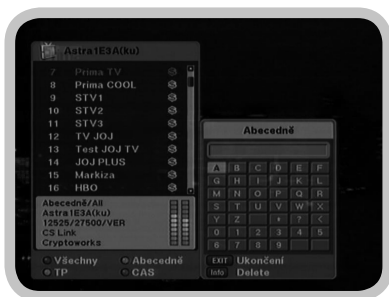 Astra1E3A(ku)
7 Prima TV
8 Prima COOL
9 STV1
10 STV2
11 STV3
12 TV JOJ
13 Test JOJ TV
14 JOJ PLUS
15 Markiza
16 HBO
Abecedně/All
Astra1E3A(ku)
12525/27500/VER
CS Link
Cryptoworks
Všechny
Abecedně
TP
CAS
Abecedně
A B C D E F
G H I J K L
M N O P Q R
S T U V W X
Y Z
0 1 2 3 4 5
6 7 8 9
EXIT Ukončení
Info Delete